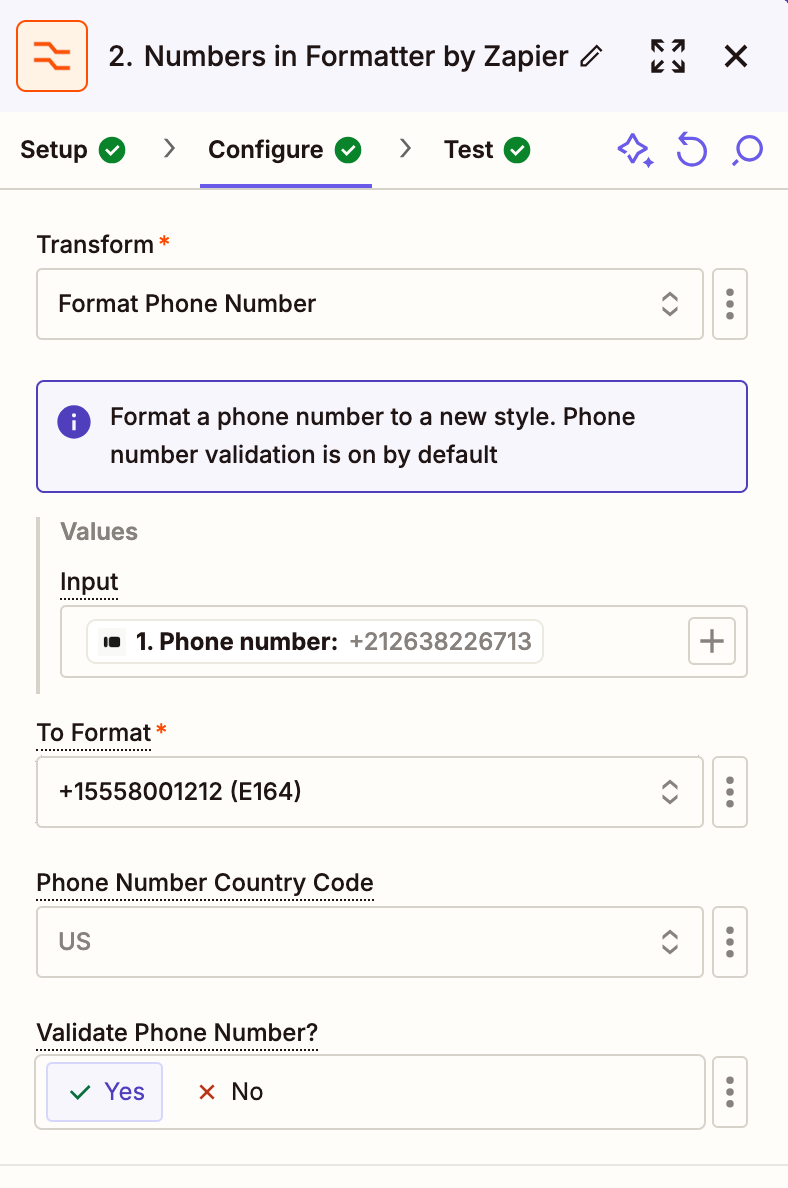 2. Numbers in Formatter by Zapier
Setup Configure Test
Transform *
Format Phone Number
Format a phone number to a new style. Phone
number validation is on by default
Values
Input
1. Phone number: +212638226713
To Format *
+15558001212 (E164)
Phone Number Country Code
US
Validate Phone Number?
Yes No